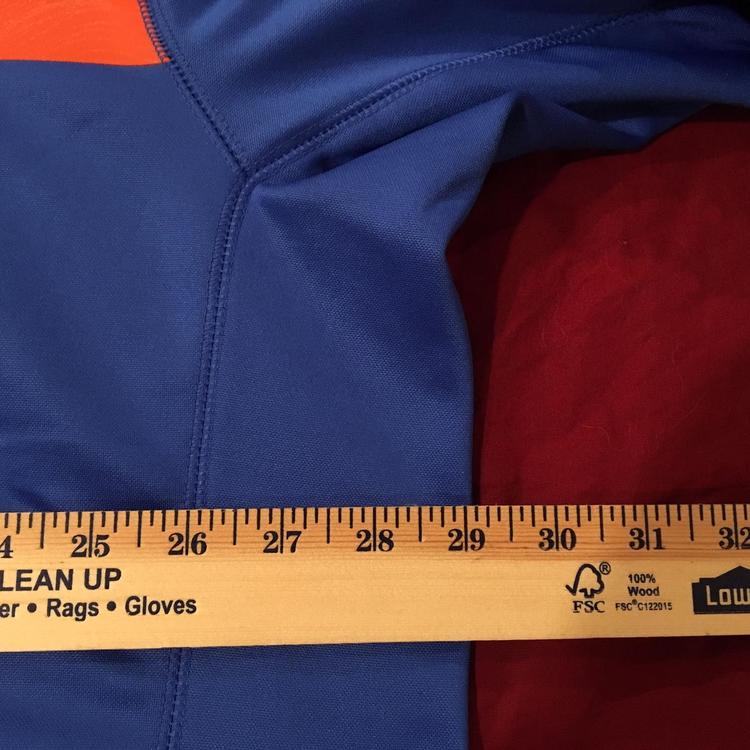 4 25 26 27 28 29 30 31 32
LEAN UP
er • Rags • Gloves
FSC®
100%
Wood
FSC®C122015
Low